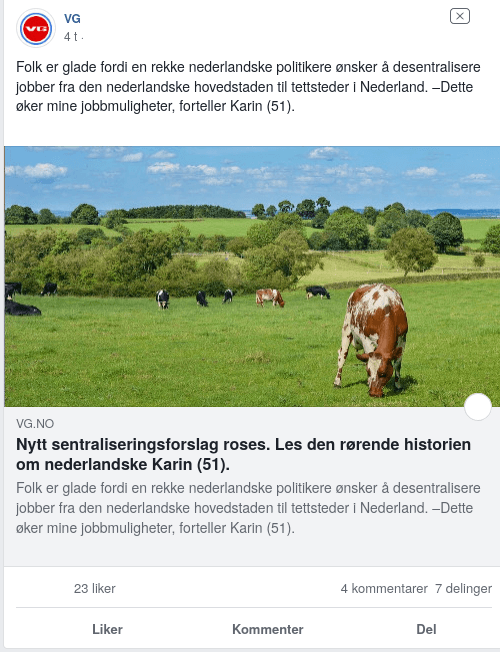 VG
VG
4 t ·
Folk er glade fordi en rekke nederlandske politikere ønsker å desentralisere
jobber fra den nederlandske hovedstaden til tettsteder i Nederland. –Dette
øker mine jobbmuligheter, forteller Karin (51).
VG.NO
Nytt sentraliseringsforslag roses. Les den rørende historien
om nederlandske Karin (51).
Folk er glade fordi en rekke nederlandske politikere ønsker å desentralisere
jobber fra den nederlandske hovedstaden til tettsteder i Nederland. –Dette
øker mine jobbmuligheter, forteller Karin (51).
23 liker
4 kommentarer 7 delinger
Liker Kommenter Del